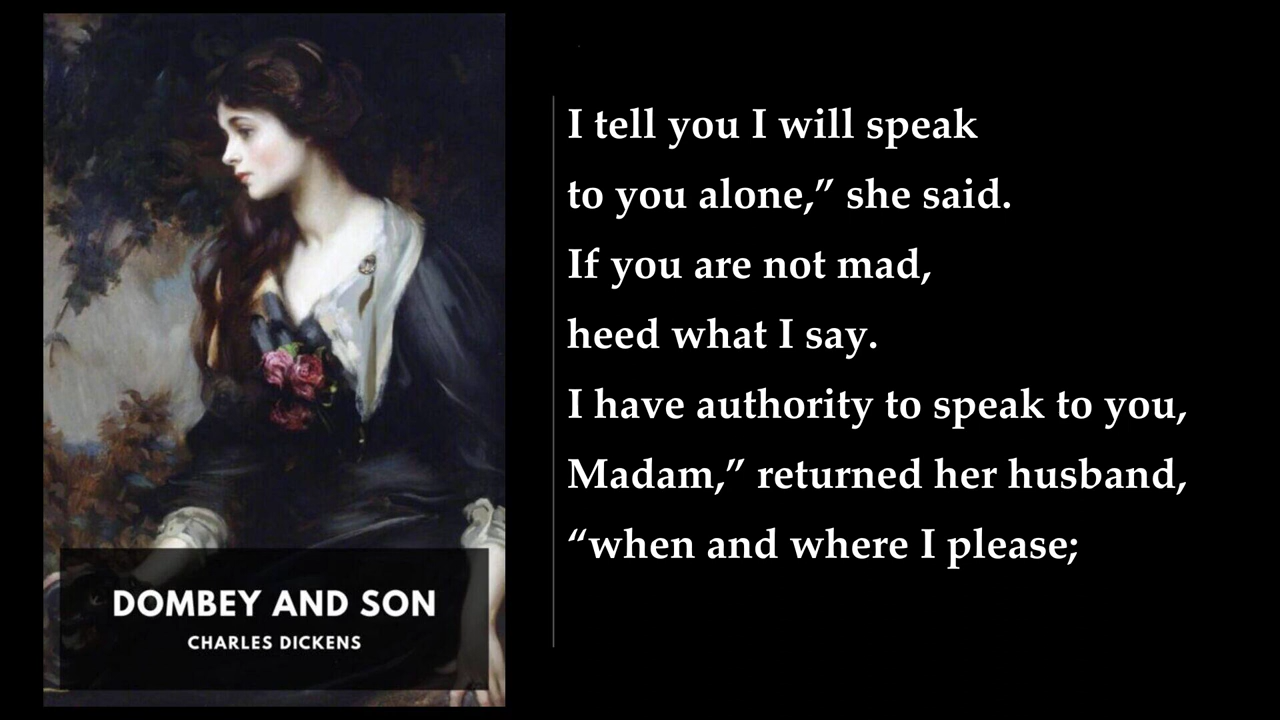 DOMBEY AND SON
CHARLES DICKENS
I tell you I will speak
to you alone,” she said.
If you are not mad,
heed what I say.
I have authority to speak to you,
Madam,” returned her husband,
“when and where I please;